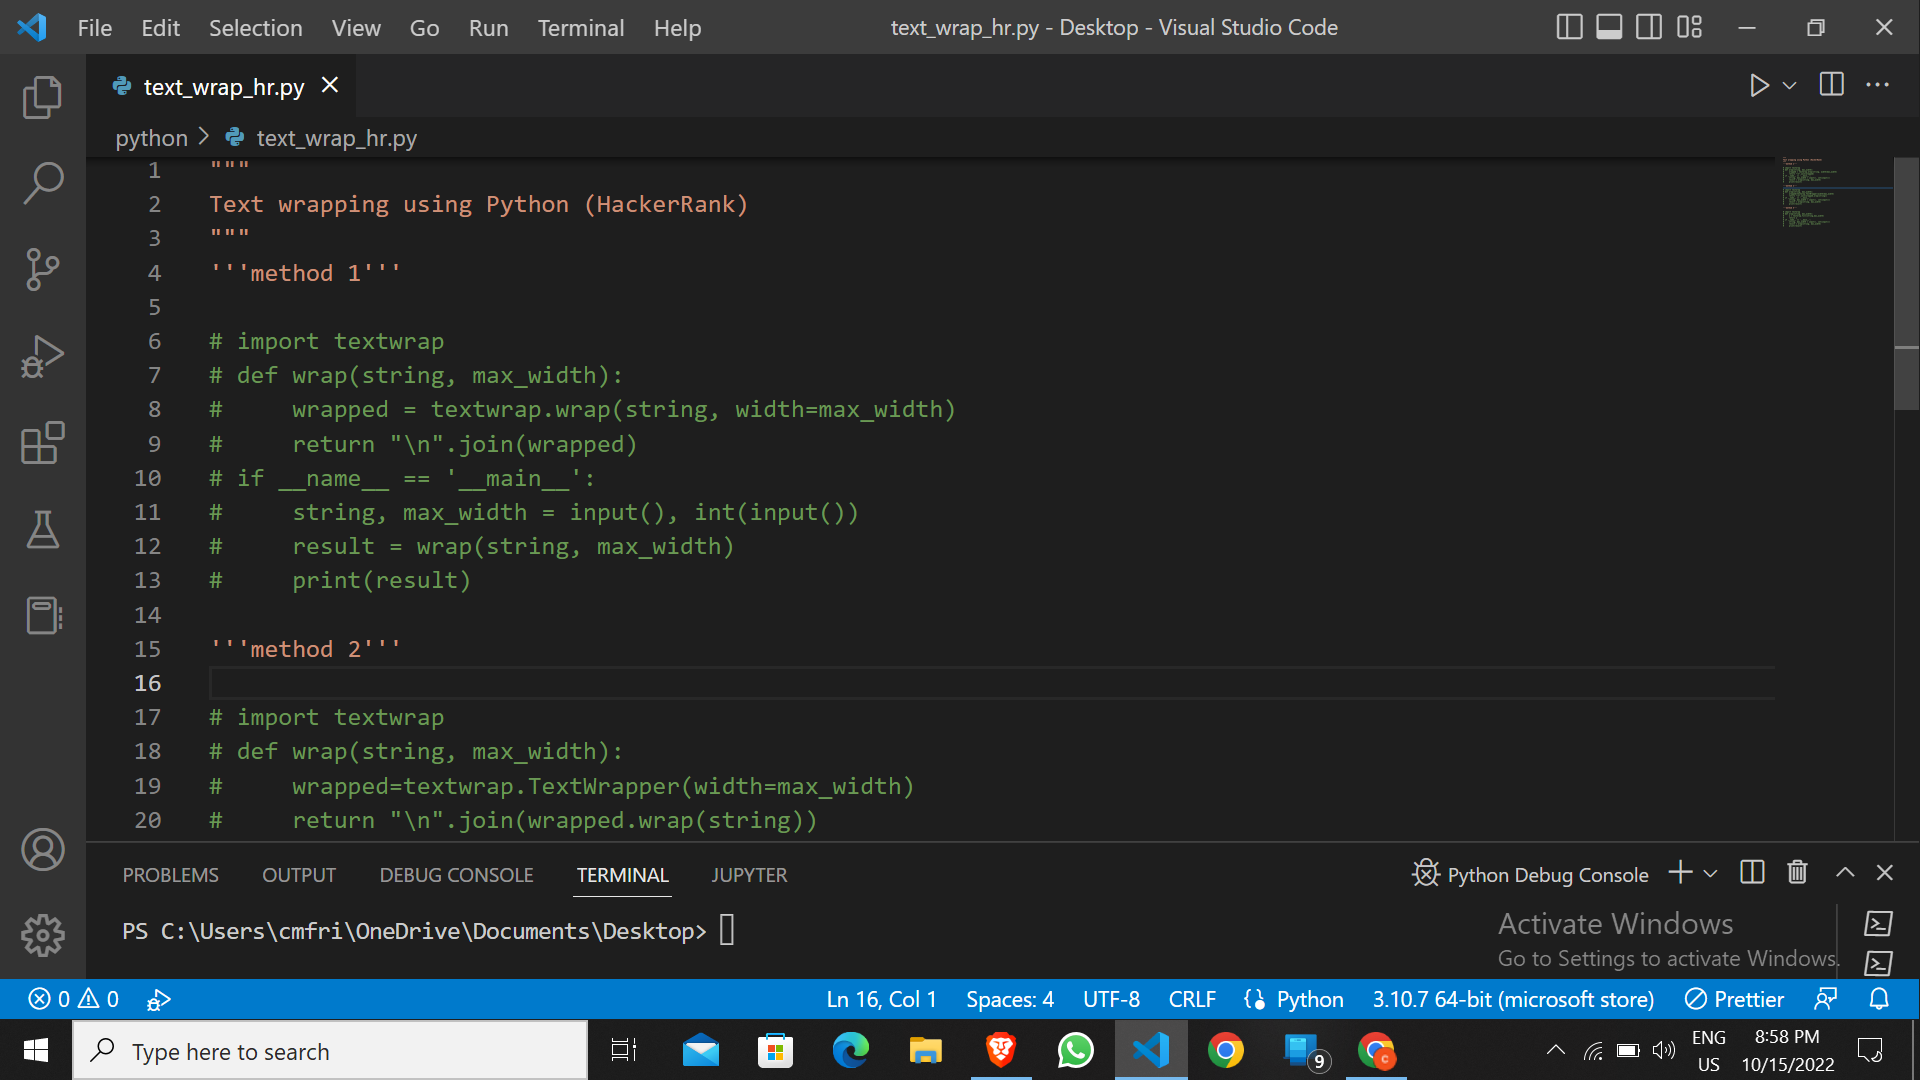 File Edit Selection View Go Run Terminal Help text_wrap_hr.py - Desktop - Visual Studio Code
text_wrap_hr.py
python > text_wrap_hr.py
1 """
2 Text wrapping using Python (HackerRank)
3 """
4 '''method 1'''
5
6 # import textwrap
7 # def wrap(string, max_width):
8 #     wrapped = textwrap.wrap(string, width=max_width)
9 #     return "\n".join(wrapped)
10 # if __name__ == '__main__':
11 #     string, max_width = input(), int(input())
12 #     result = wrap(string, max_width)
13 #     print(result)
14
15 '''method 2'''
16
17 # import textwrap
18 # def wrap(string, max_width):
19 #     wrapped=textwrap.TextWrapper(width=max_width)
20 #     return "\n".join(wrapped.wrap(string))
PROBLEMS OUTPUT DEBUG CONSOLE TERMINAL JUPYTER Python Debug Console
PS C:\Users\cmfri\OneDrive\Documents\Desktop>
Activate Windows
Go to Settings to activate Windows.
0 0 Ln 16, Col 1 Spaces: 4 UTF-8 CRLF Python 3.10.7 64-bit (microsoft store) Prettier
Type here to search 9 C ENG 8:58 PM
US 10/15/2022